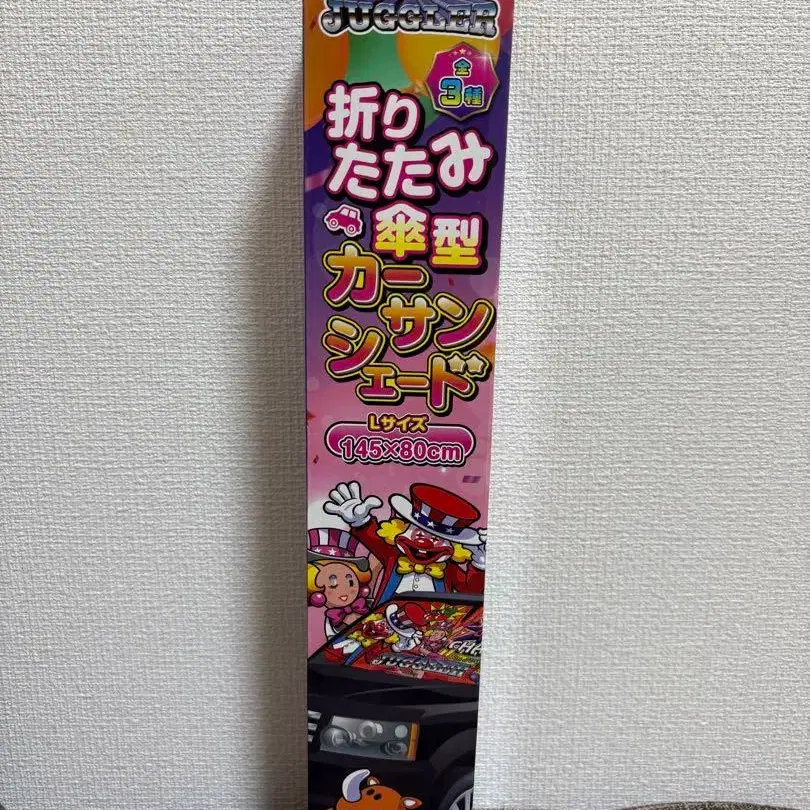 JUGGLER
全
3種
折り
たたみ
傘型
カー
サン
シェード
Lサイズ
145×80cm
JUGGLER